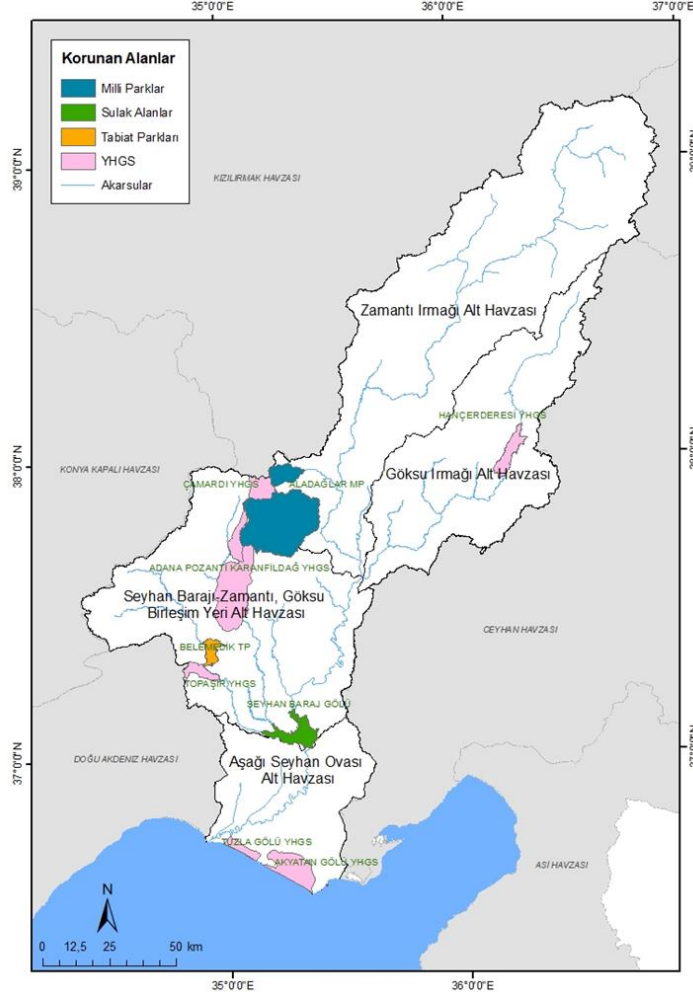 35°0'0"E
36°0'0"E
37°0'0"E
Korunan Alanlar
Milli Parklar
Sulak Alanlar
Tabiat Parkları
YHGS
Akarsular
39°0'0"N
KIZILIRMAK HAVZASI
Zamantı Irmağı Alt Havzası
HANÇERDERESİ YHGS
38°0'0"N
KONYA KAPALI HAVZASI
Göksu Irmağı Alt Havzası
ÇAMARDI YHGS
ALADAĞLAR MP
ADANA POZANTI KARANFİLDAĞ YHGS
Seyhan Barajı-Zamantı, Göksu
Birleşim Yeri Alt Havzası
CEYHAN HAVZASI
BELEMEDİK TP
TOPAŞIR YHGS
SEYHAN BARAJ GÖLÜ
37°0'0"N
DOĞU AKDENİZ HAVZASI
Aşağı Seyhan Ovası
Alt Havzası
TUZLA GÖLÜ YHGS
AKYATAN GÖLÜ YHGS
ASİ HAVZASI
N
0 12,5 25 50 km
35°0'0"E
36°0'0"E